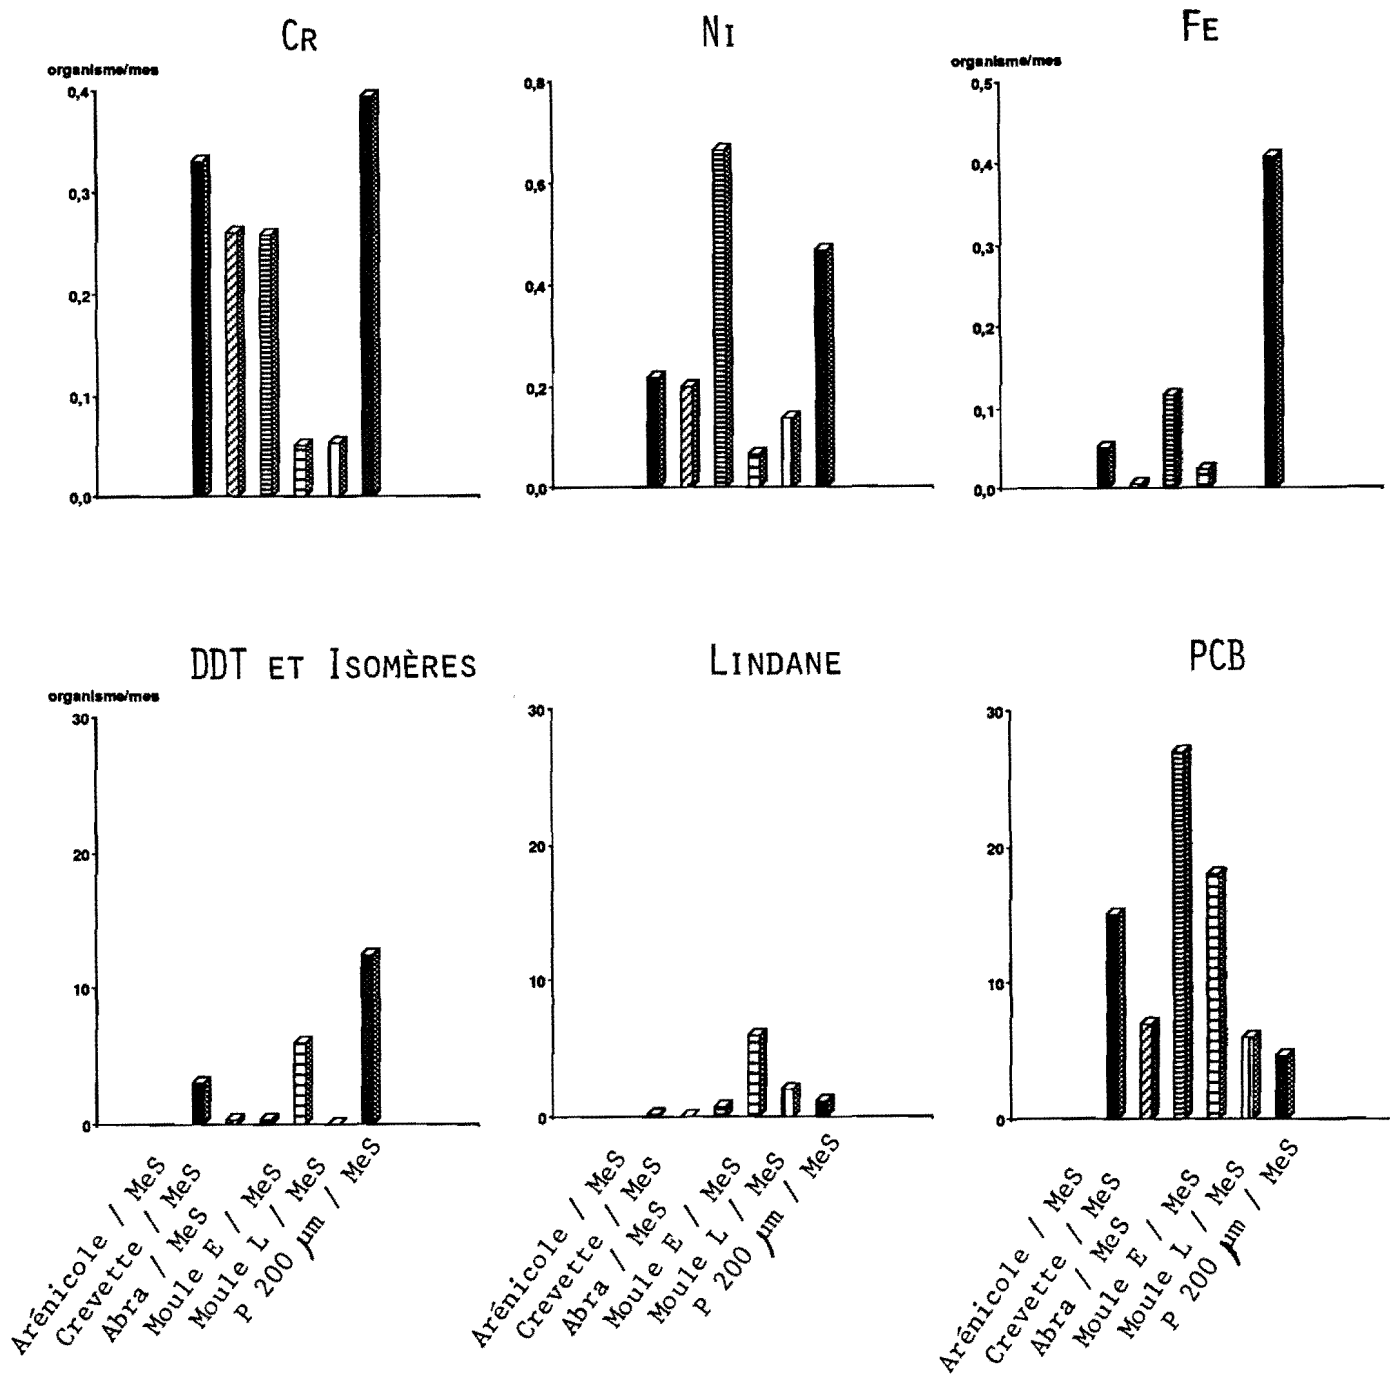 CR
organisme/mes
0,4
0,3
0,2
0,1
0,0
NI
0,8
0,6
0,4
0,2
0,0
FE
organisme/mes
0,5
0,4
0,3
0,2
0,1
0,0
DDT ET ISOMÈRES
organisme/mes
30
20
10
0
Arénicole / MeS
Crevette / MeS
Abra / MeS
Moule E / MeS
Moule L / MeS
P 200 µm / MeS
LINDANE
30
20
10
0
Arénicole / MeS
Crevette / MeS
Abra / MeS
Moule E / MeS
Moule L / MeS
P 200 µm / MeS
PCB
30
20
10
0
Arénicole / MeS
Crevette / MeS
Abra / MeS
Moule E / MeS
Moule L / MeS
P 200 µm / MeS